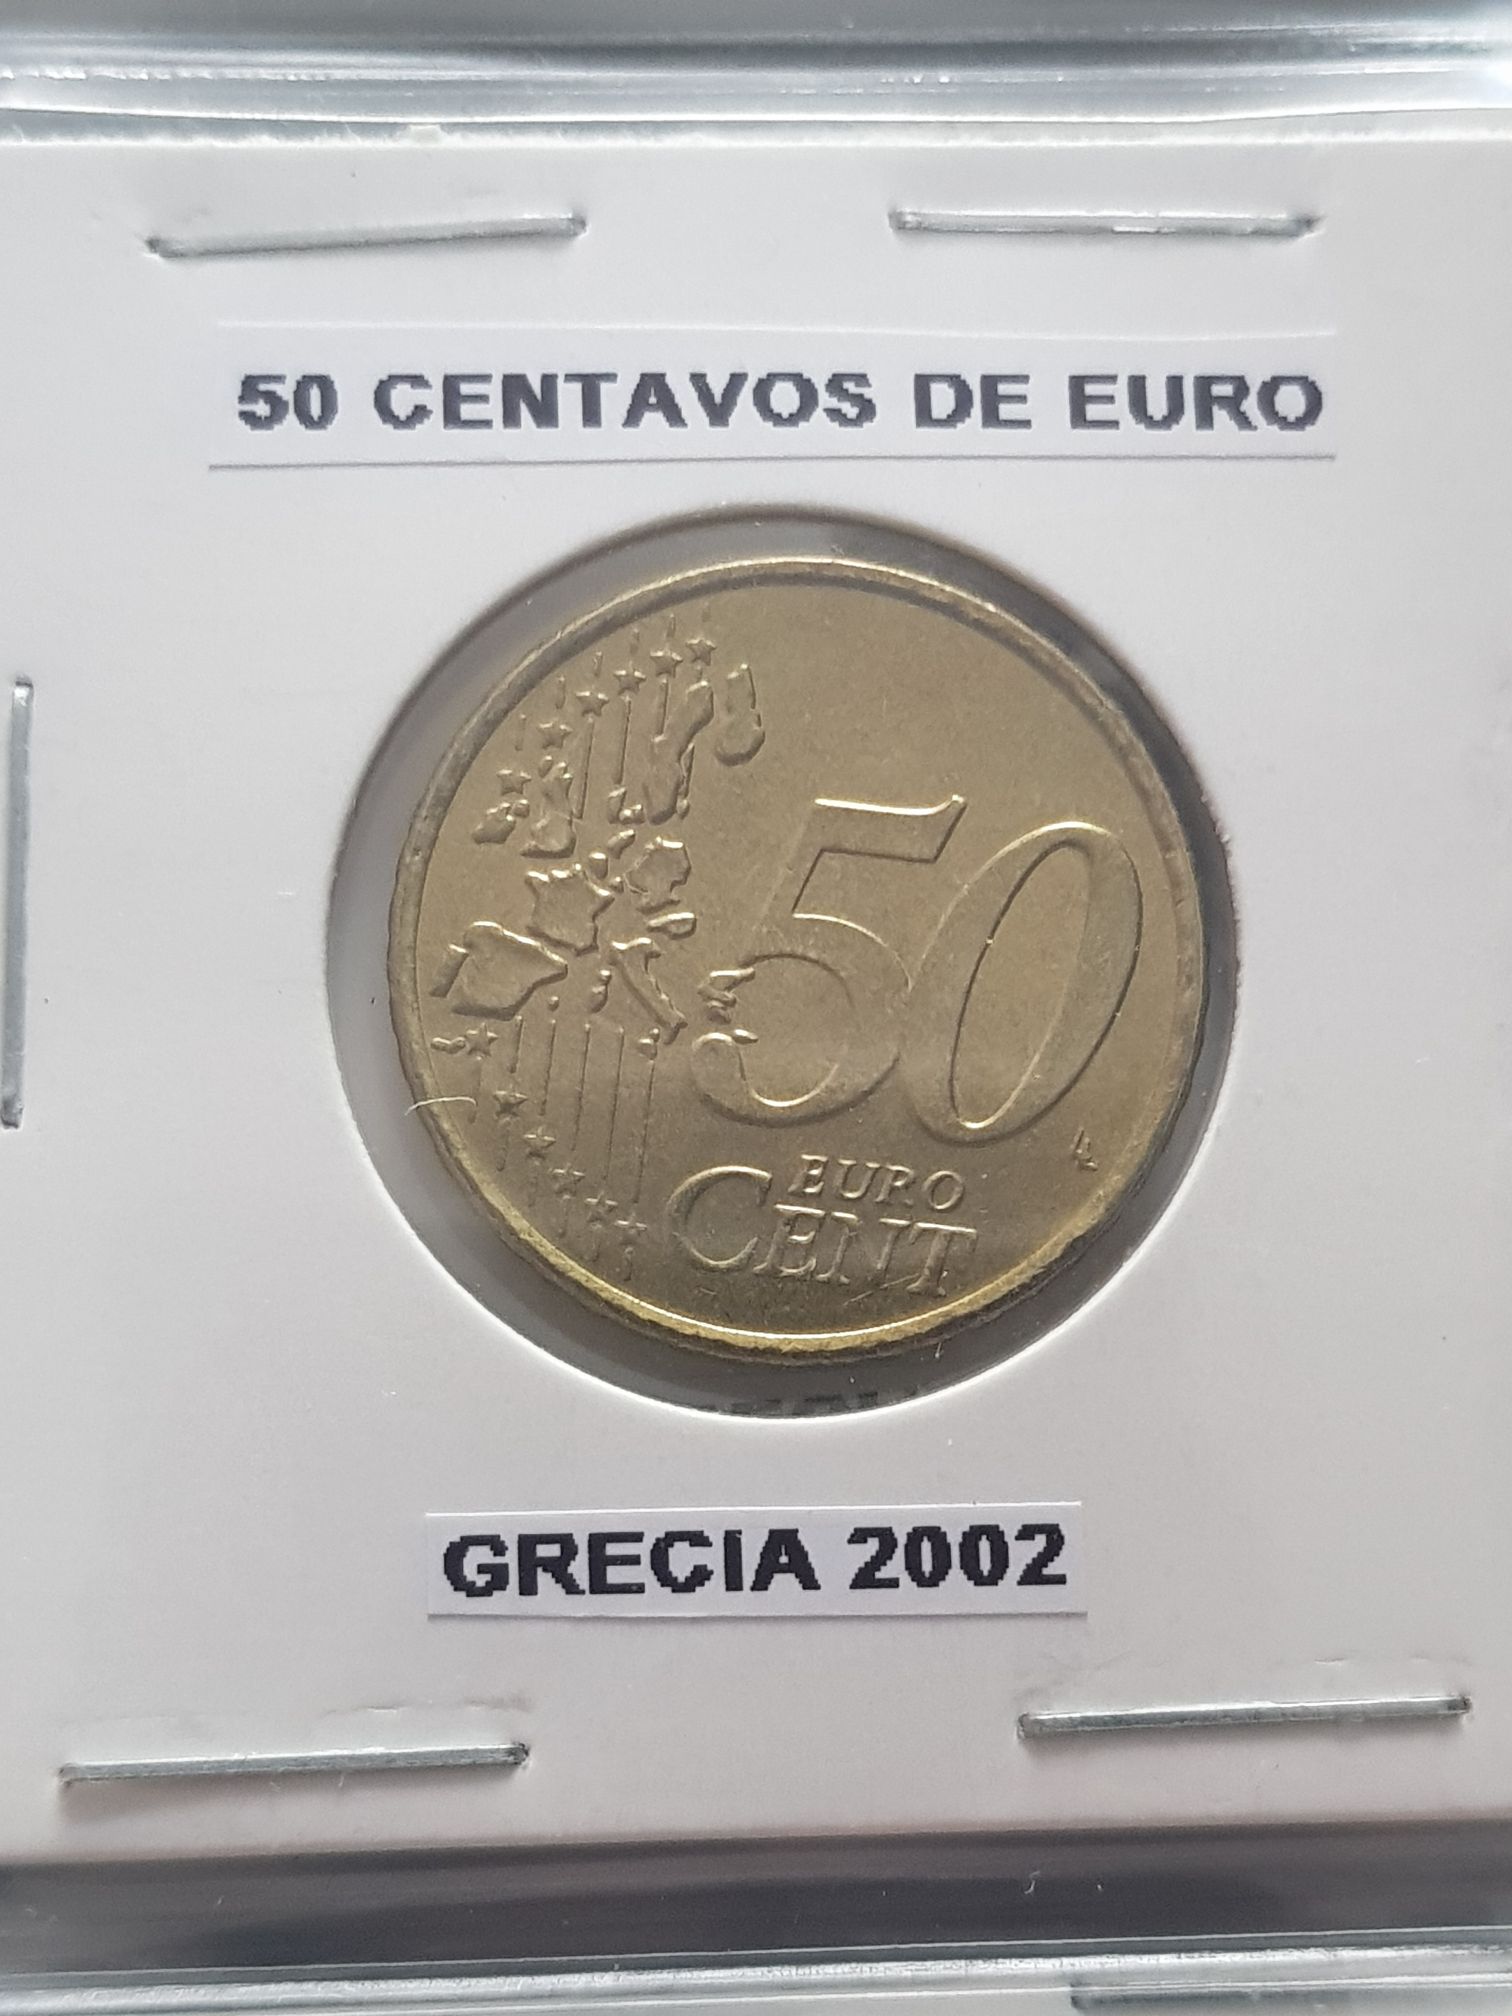 50 CENTAVOS DE EURO
50
EURO
CENT
GRECIA 2002